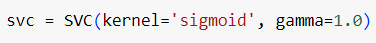 svc = SVC(kernel='sigmoid', gamma=1.0)